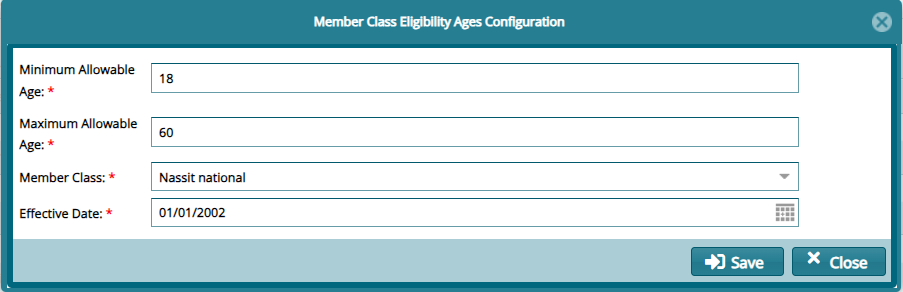 Member Class Eligibility Ages Configuration
Minimum Allowable
Age: *
18
Maximum Allowable
Age: *
60
Member Class: * Nassit national
Effective Date: * 01/01/2002
Save Close